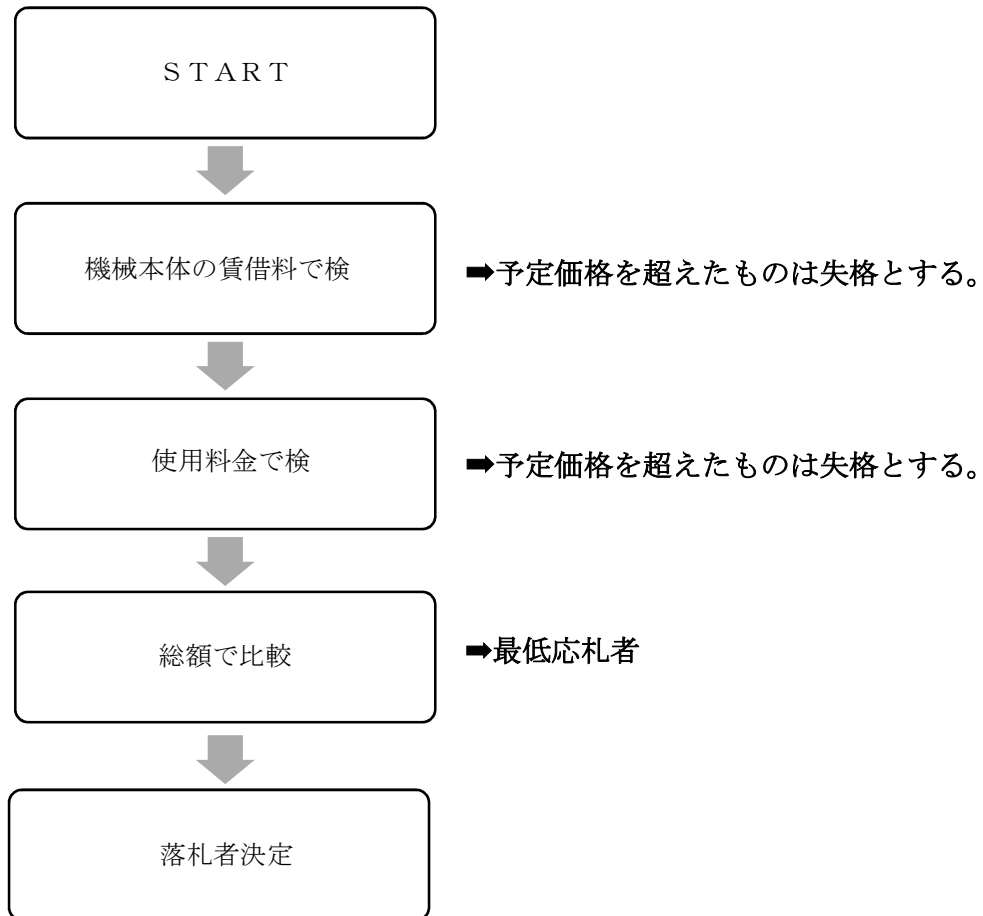 ＳＴＡＲＴ
機械本体の賃借料で検
➡予定価格を超えたものは失格とする。
使用料金で検
➡予定価格を超えたものは失格とする。
総額で比較
➡最低応札者
落札者決定